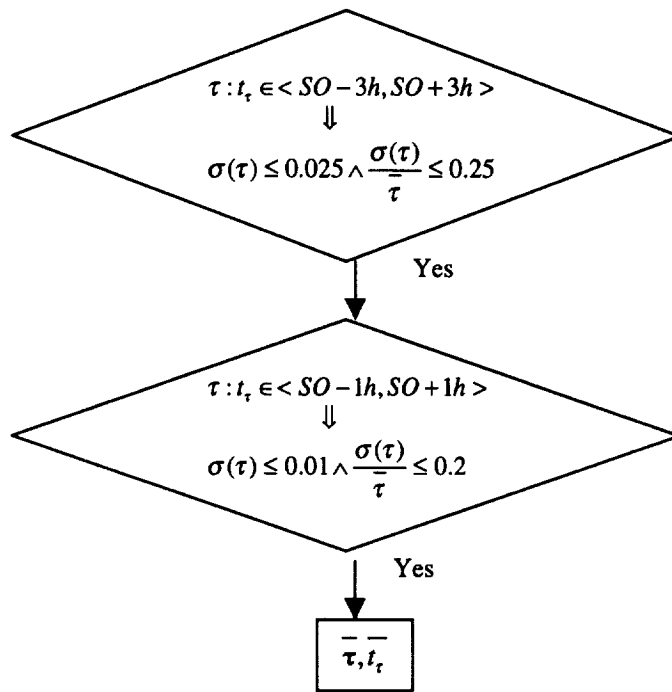 τ : t_τ ∈ < SO − 3h, SO + 3h >
⇓
σ(τ) ≤ 0.025 ∧ σ(τ)/τ̄ ≤ 0.25
Yes
τ : t_τ ∈ < SO − 1h, SO + 1h >
⇓
σ(τ) ≤ 0.01 ∧ σ(τ)/τ̄ ≤ 0.2
Yes
τ̄, t̄_τ